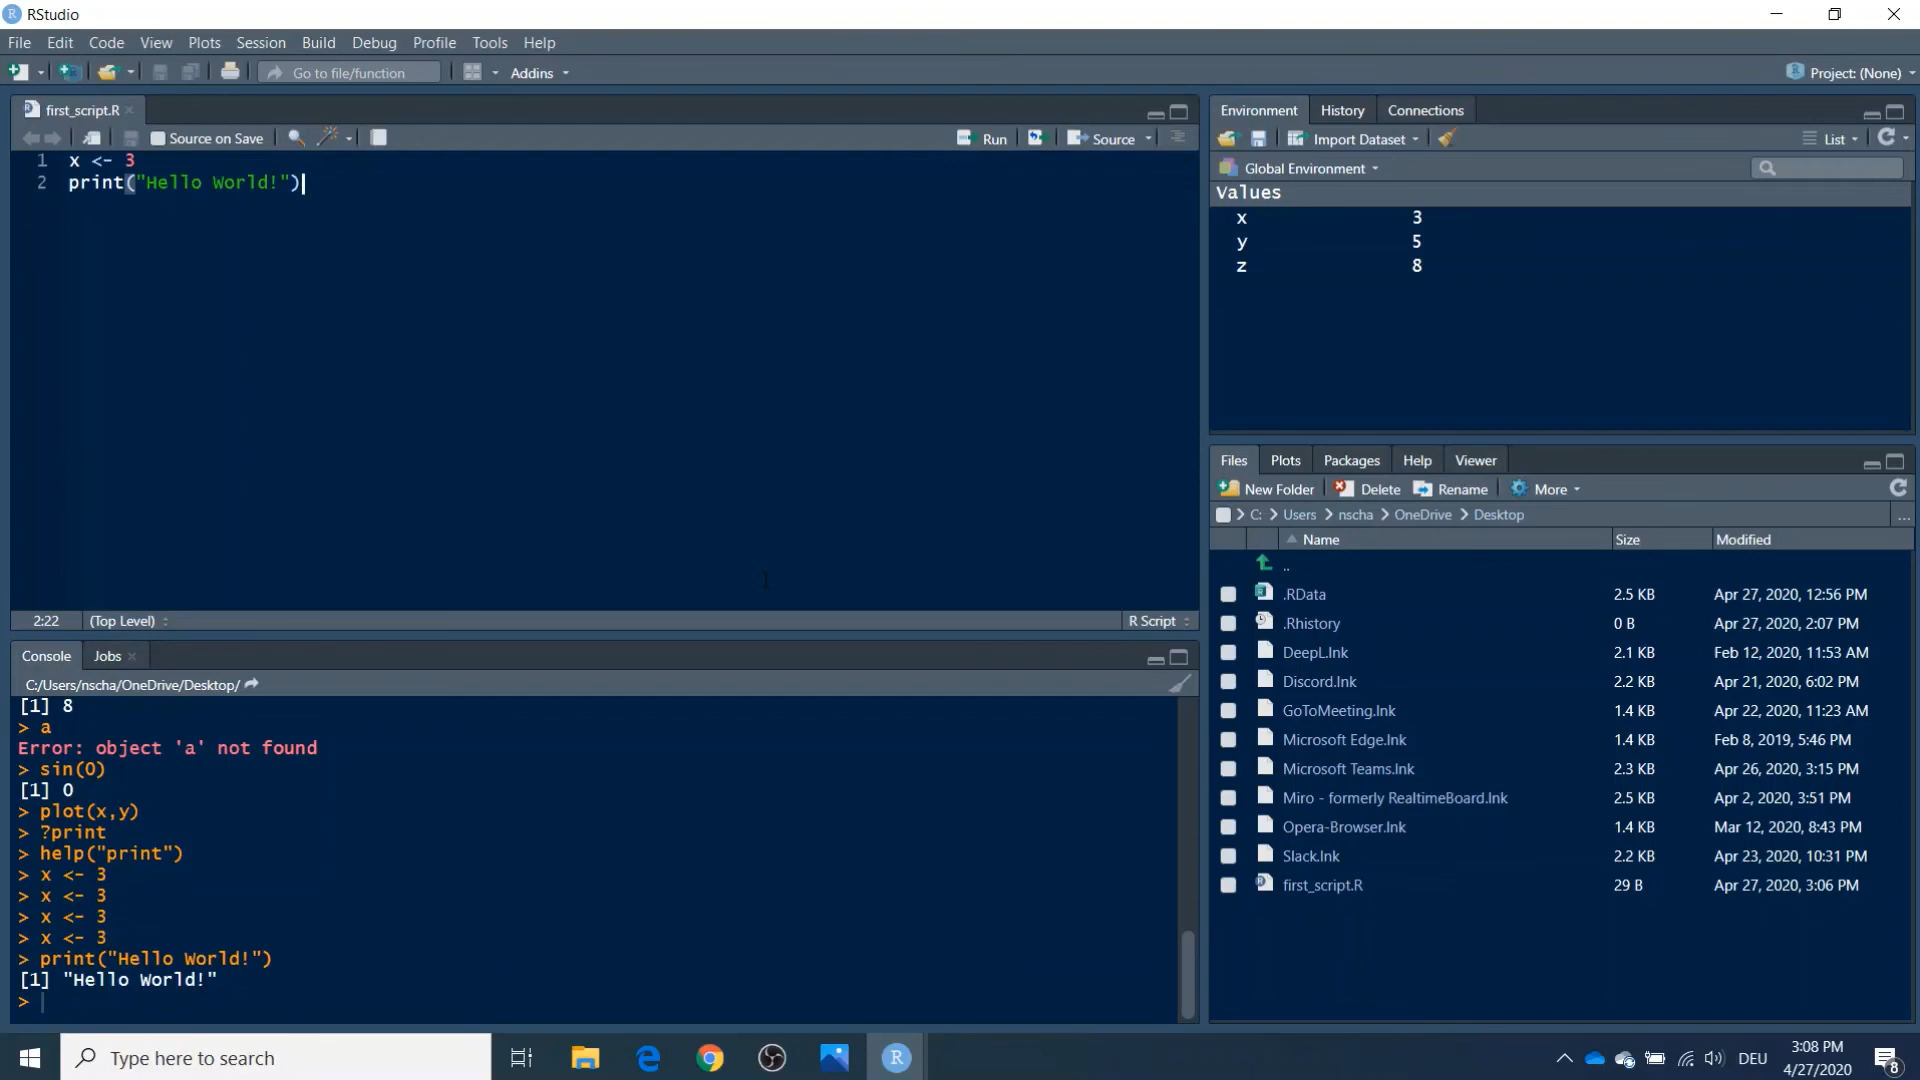 RStudio
File Edit Code View Plots Session Build Debug Profile Tools Help
Go to file/function Addins Project: (None)
first_script.R
Source on Save Run Source
1 x <- 3
2 print("Hello World!")
2:22 (Top Level) R Script
Console Jobs
C:/Users/nscha/OneDrive/Desktop/
[1] 8
> a
Error: object 'a' not found
> sin(0)
[1] 0
> plot(x,y)
> ?print
> help("print")
> x <- 3
> x <- 3
> x <- 3
> x <- 3
> print("Hello World!")
[1] "Hello World!"
>
Environment History Connections
Import Dataset List
Global Environment
Values
x 3
y 5
z 8
Files Plots Packages Help Viewer
New Folder Delete Rename More
C: Users nscha OneDrive Desktop ...
Name Size Modified
..
.RData 2.5 KB Apr 27, 2020, 12:56 PM
.Rhistory 0 B Apr 27, 2020, 2:07 PM
DeepL.lnk 2.1 KB Feb 12, 2020, 11:53 AM
Discord.lnk 2.2 KB Apr 21, 2020, 6:02 PM
GoToMeeting.lnk 1.4 KB Apr 22, 2020, 11:23 AM
Microsoft Edge.lnk 1.4 KB Feb 8, 2019, 5:46 PM
Microsoft Teams.lnk 2.3 KB Apr 26, 2020, 3:15 PM
Miro - formerly RealtimeBoard.lnk 2.5 KB Apr 2, 2020, 3:51 PM
Opera-Browser.lnk 1.4 KB Mar 12, 2020, 8:43 PM
Slack.lnk 2.2 KB Apr 23, 2020, 10:31 PM
first_script.R 29 B Apr 27, 2020, 3:06 PM
Type here to search R DEU 3:08 PM
4/27/2020 8